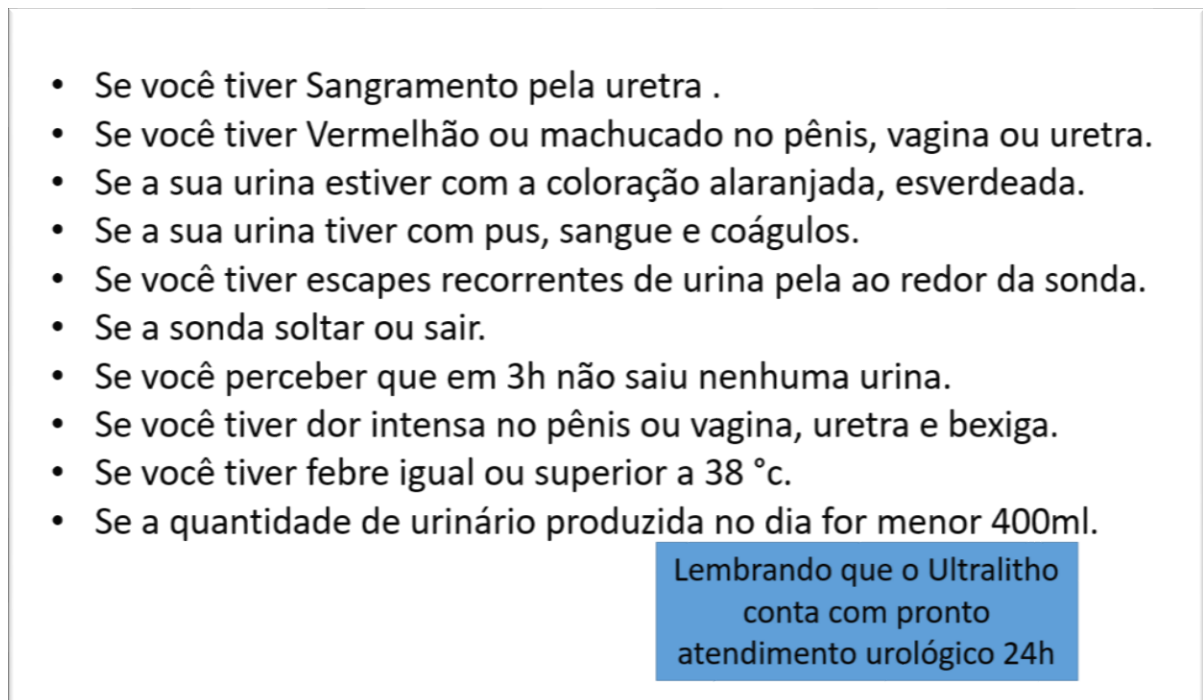 • Se você tiver Sangramento pela uretra .
• Se você tiver Vermelhão ou machucado no pênis, vagina ou uretra.
• Se a sua urina estiver com a coloração alaranjada, esverdeada.
• Se a sua urina tiver com pus, sangue e coágulos.
• Se você tiver escapes recorrentes de urina pela ao redor da sonda.
• Se a sonda soltar ou sair.
• Se você perceber que em 3h não saiu nenhuma urina.
• Se você tiver dor intensa no pênis ou vagina, uretra e bexiga.
• Se você tiver febre igual ou superior a 38 °c.
• Se a quantidade de urinário produzida no dia for menor 400ml.
Lembrando que o Ultralitho
conta com pronto
atendimento urológico 24h